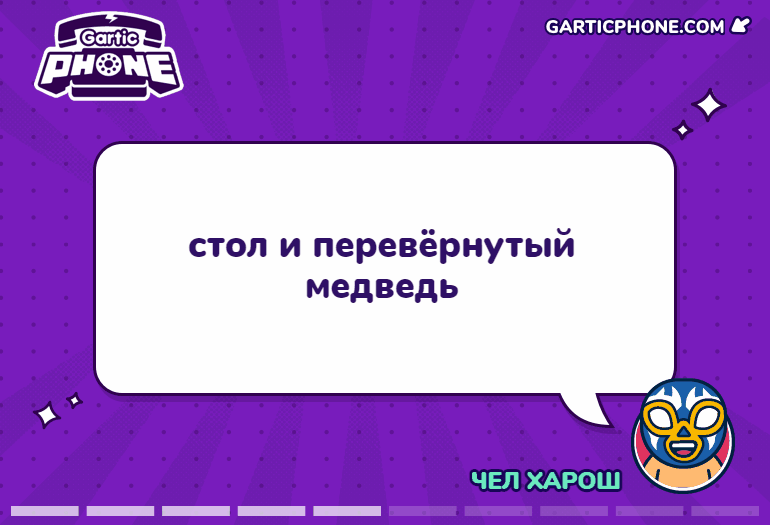 Gartic
PHONE
GARTICPHONE.COM
стол и перевёрнутый
медведь
ЧЕЛ ХАРОШ